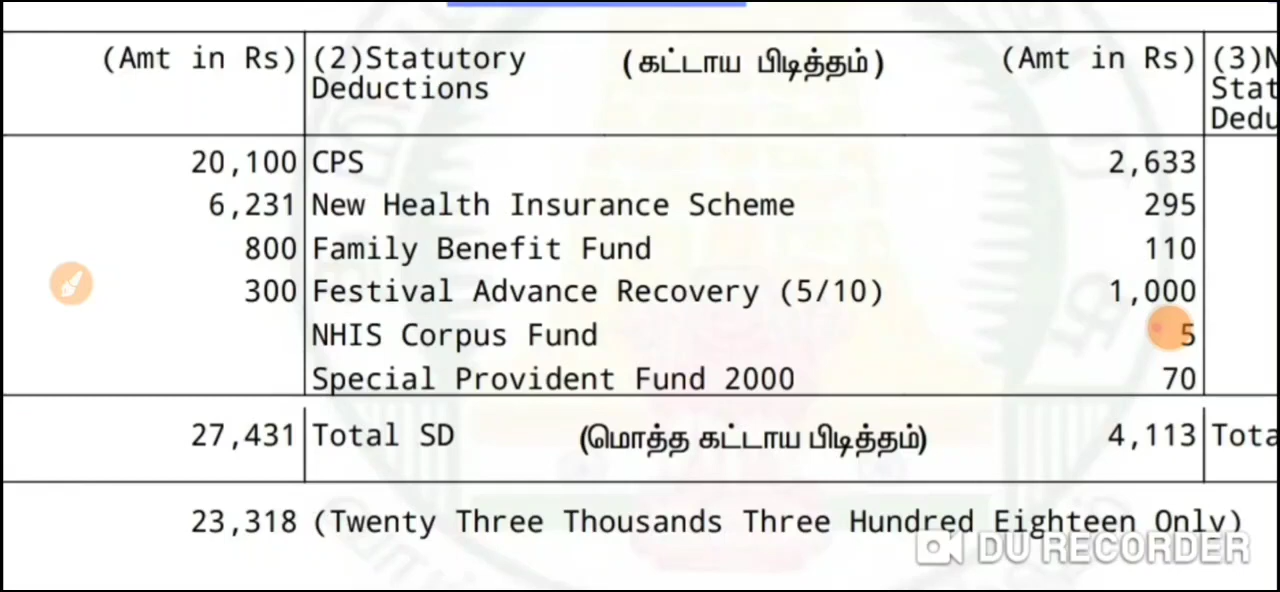 (Amt in Rs) (2)Statutory (கட்டாய பிடித்தம்) (Amt in Rs) (3)N
Deductions Stat
Dedu
20,100 CPS 2,633
6,231 New Health Insurance Scheme 295
800 Family Benefit Fund 110
300 Festival Advance Recovery (5/10) 1,000
NHIS Corpus Fund 5
Special Provident Fund 2000 70
27,431 Total SD (மொத்த கட்டாய பிடித்தம்) 4,113 Tota
23,318 (Twenty Three Thousands Three Hundred Eighteen Only)
DU RECORDER